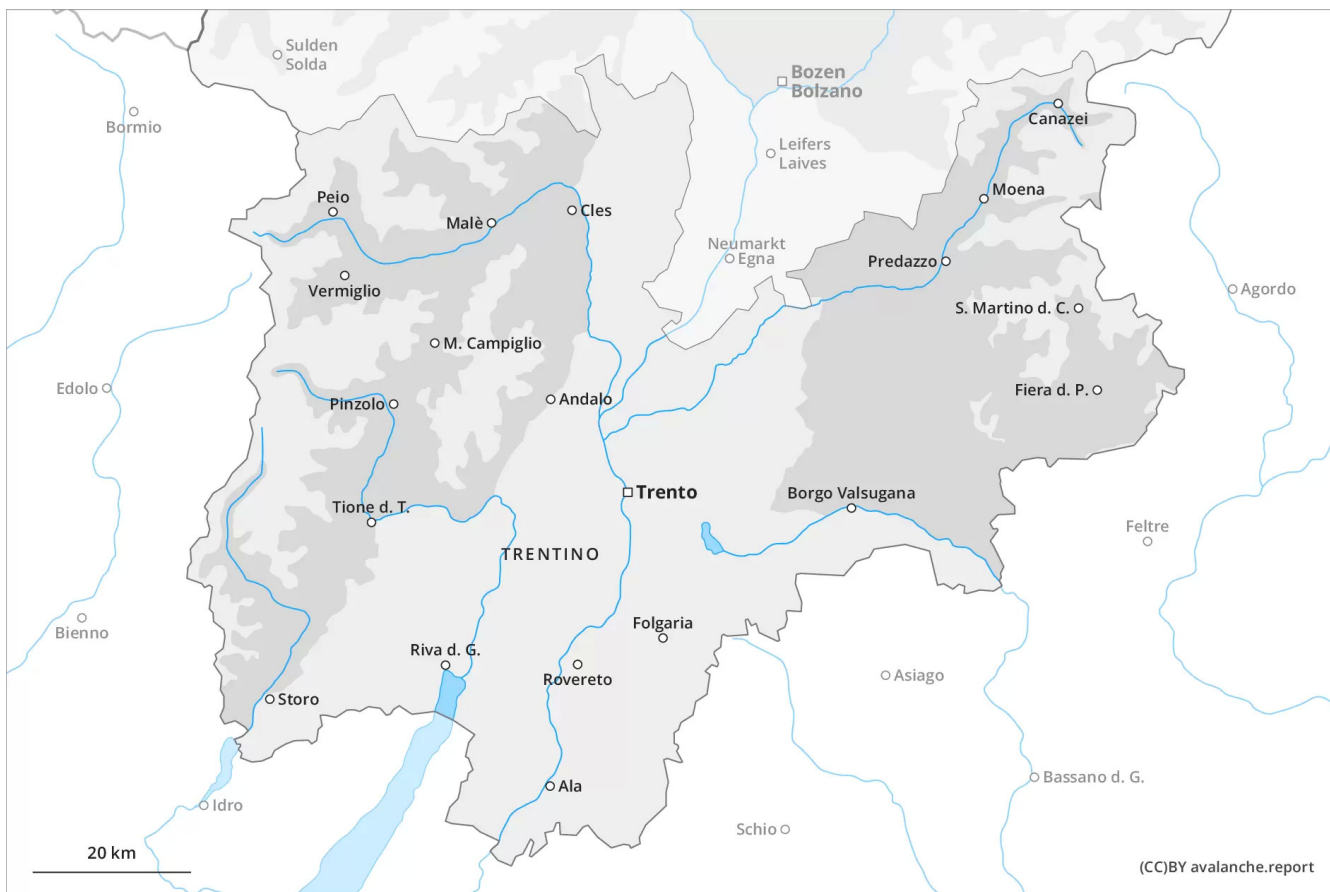 Sulden
Solda
Bozen
Bolzano
Bormio
Canazei
Leifers
Laives
Peio
Moena
Malè
Cles
Neumarkt
Egna
Predazzo
Vermiglio
Agordo
S. Martino d. C.
M. Campiglio
Edolo
Fiera d. P.
Pinzolo
Andalo
Trento
Borgo Valsugana
Tione d. T.
Feltre
TRENTINO
Bienno
Folgaria
Riva d. G.
Asiago
Rovereto
Storo
Bassano d. G.
Ala
Idro
Schio
20 km
(CC)BY avalanche.report